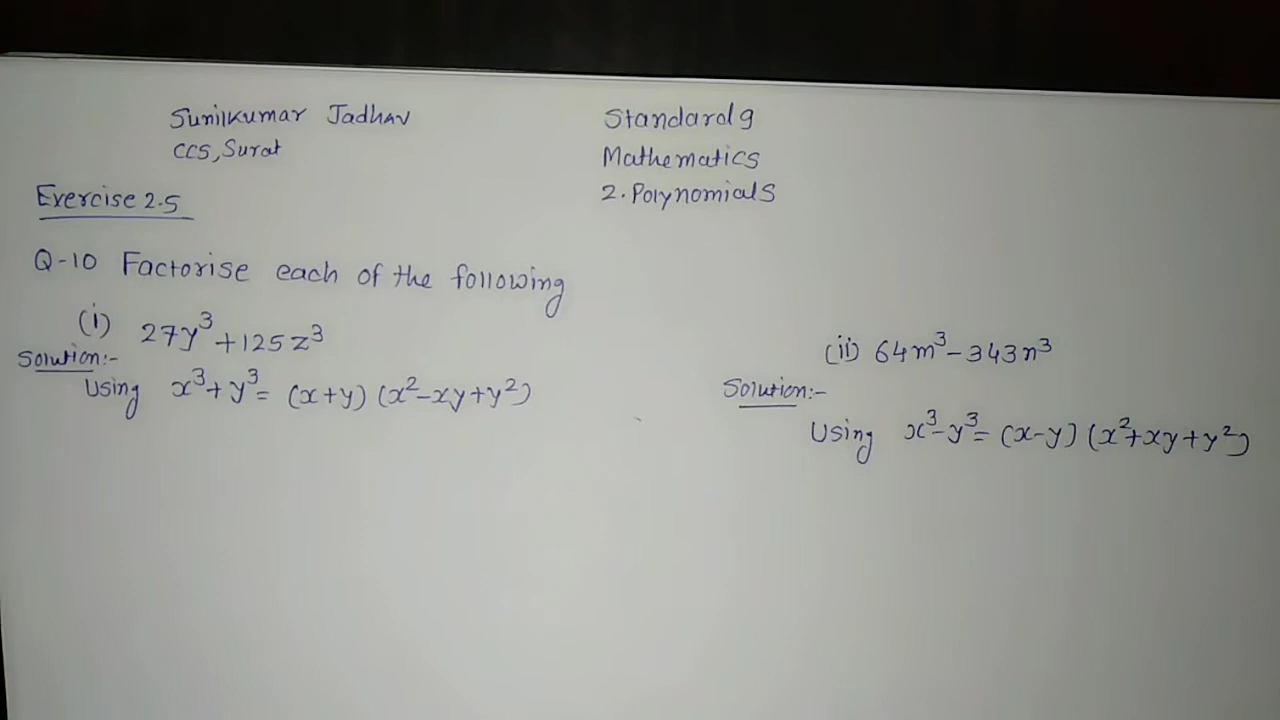 Sunilkumar Jadhav
CCS, Surat
Standard 9
Mathematics
2. Polynomials
Exercise 2.5
Q-10 Factorise each of the following
(i) 27y³ + 125z³
Solution:-
Using x³ + y³ = (x+y) (x² - xy + y²)
(ii) 64m³ - 343n³
Solution:-
Using x³ - y³ = (x-y) (x² + xy + y²)